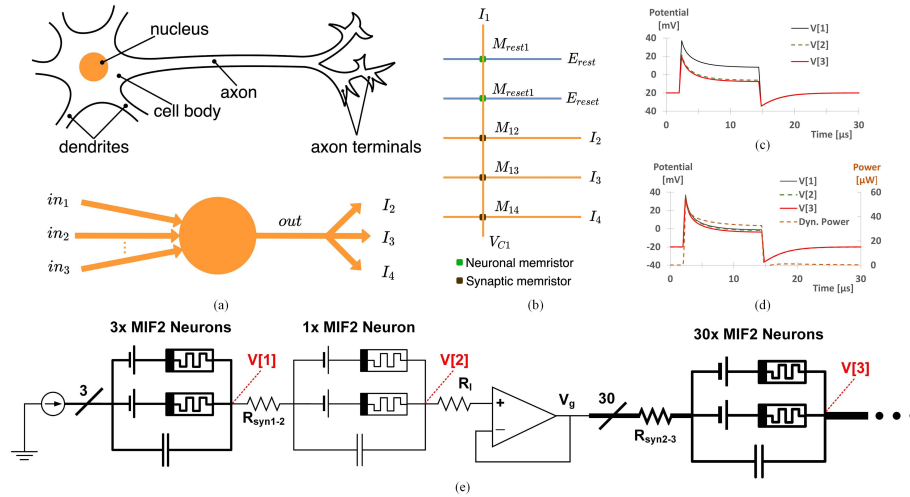 nucleus
axon
cell body
dendrites
axon terminals
in1
in2
in3
out
I2
I3
I4
(a)
I1
Mrest1
Erest
Mreset1
Ereset
M12
I2
M13
I3
M14
I4
VC1
Neuronal memristor
Synaptic memristor
(b)
Potential
[mV]
V[1]
V[2]
V[3]
40
20
0
20
40
0 10 20 30
Time [µs]
(c)
Potential
[mV]
Power
[µW]
V[1]
V[2]
V[3]
Dyn. Power
40 60
20
0 40
-20 20
-40 0
0 10 20 30
Time [µs]
(d)
3x MIF2 Neurons
1x MIF2 Neuron
30x MIF2 Neurons
V[1]
V[2]
V[3]
3
Rsyn1-2
RI
+
−
Vg
30
Rsyn2-3
(e)